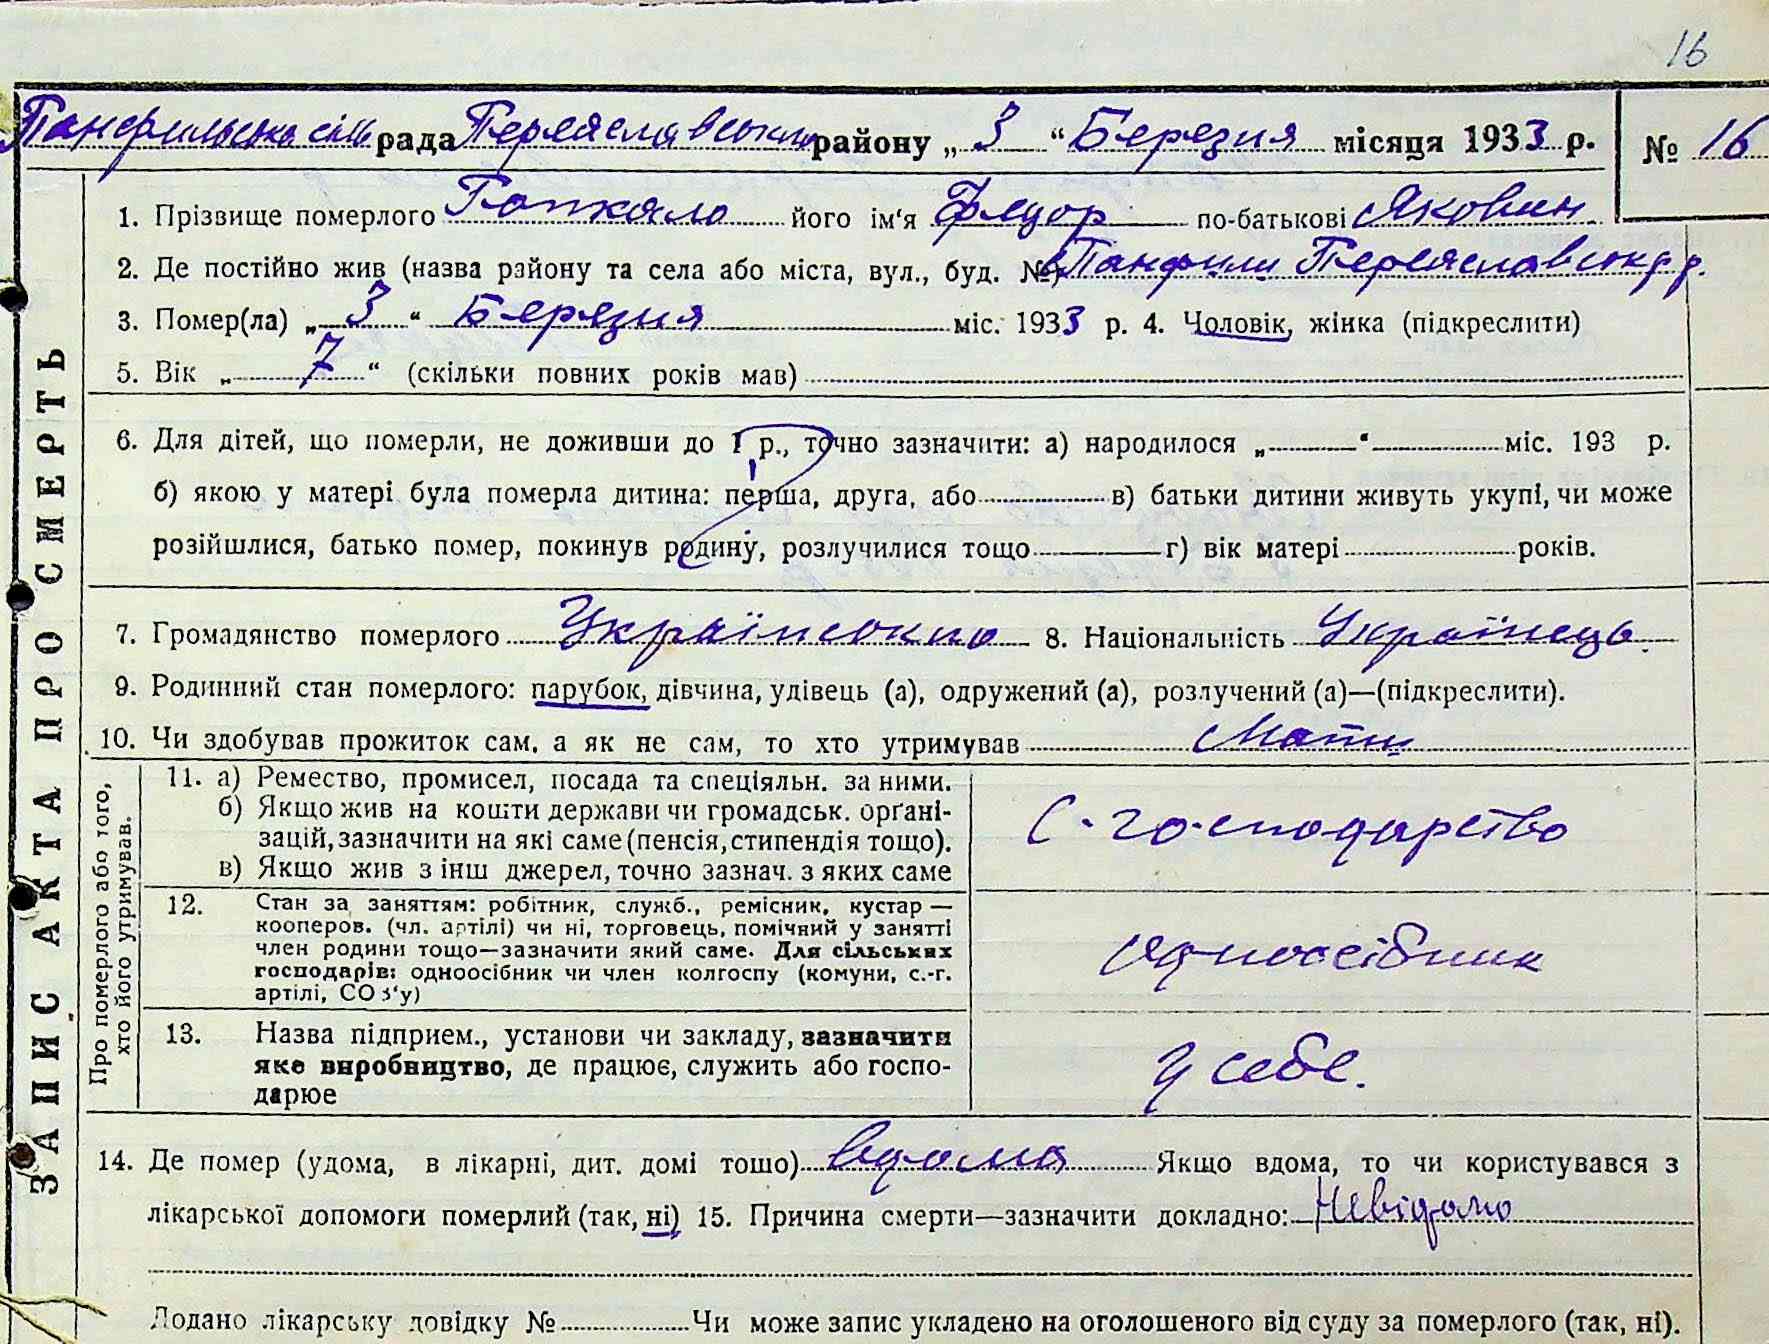 16
Панфильська сіль рада Переяславського району „ 3 “ Березня місяця 1933 р. № 16
1. Прізвище померлого його ім'я Федор по-батькові Яковин
2. Де постійно жив (назва району та села або міста, вул., буд. №) Панфили Переяславськ р.
3. Помер(ла) „ 3 “ Березня міс. 1933 р. 4. Чоловік, жінка (підкреслити)
5. Вік „ 7 “ (скільки повних років мав)
6. Для дітей, що померли, не доживши до 1 р., точно зазначити: а) народилося „ “ міс. 193 р.
б) якою у матері була померла дитина: перша, друга, або в) батьки дитини живуть укупі, чи може
розійшлися, батько помер, покинув родину, розлучилися тощо г) вік матері років.
7. Громадянство померлого 8. Національність Українець.
9. Родинний стан померлого: парубок, дівчина, удівець (а), одружений (а), розлучений (а)—(підкреслити).
10. Чи здобував прожиток сам, а як не сам, то хто утримував Мати
ЗАПИС АКТА ПРО СМЕРТЬ
Про померлого або того,
хто його утримував.
11. а) Ремество, промисел, посада та спеціяльн. за ними.
б) Якщо жив на кошти держави чи громадськ. орґані-
зацій, зазначити на які саме (пенсія, стипендія тощо).
в) Якщо жив з інш джерел, точно зазнач. з яких саме
С-господарство
12. Стан за заняттям: робітник, служб., ремісник, кустар —
кооперов. (чл. артілі) чи ні, торговець, помічний у занятті
член родини тощо—зазначити який саме. Для сільських
господарів: одноосібник чи член колгоспу (комуни, с.-г.
артілі, СОЗ'у)
одноосібник
13. Назва підприєм., установи чи закладу, зазначити
яке виробництво, де працює, служить або госпо-
дарює
У себе.
14. Де помер (удома, в лікарні, дит. домі тощо) вдома Якщо вдома, то чи користувався з
лікарської допомоги померлий (так, ні) 15. Причина смерти—зазначити докладно: Невідомо
Додано лікарську довідку № Чи може запис укладено на оголошеного від суду за померлого (так, ні).